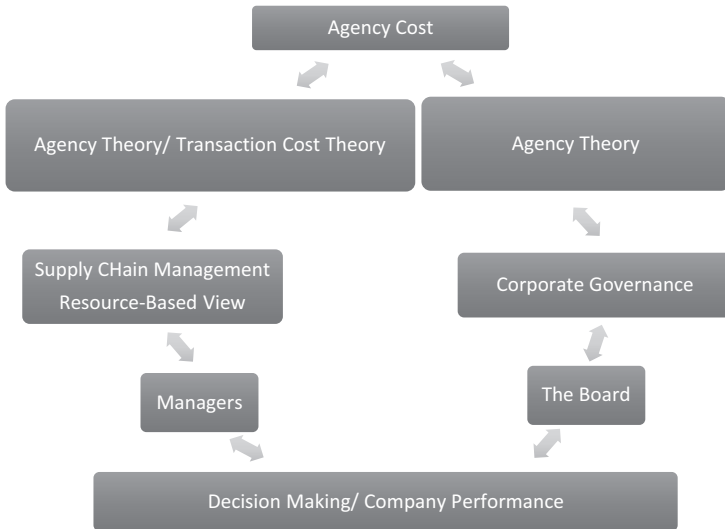 Agency Cost
Agency Theory/ Transaction Cost Theory
Agency Theory
Supply CHain Management
Resource-Based View
Corporate Governance
Managers
The Board
Decision Making/ Company Performance